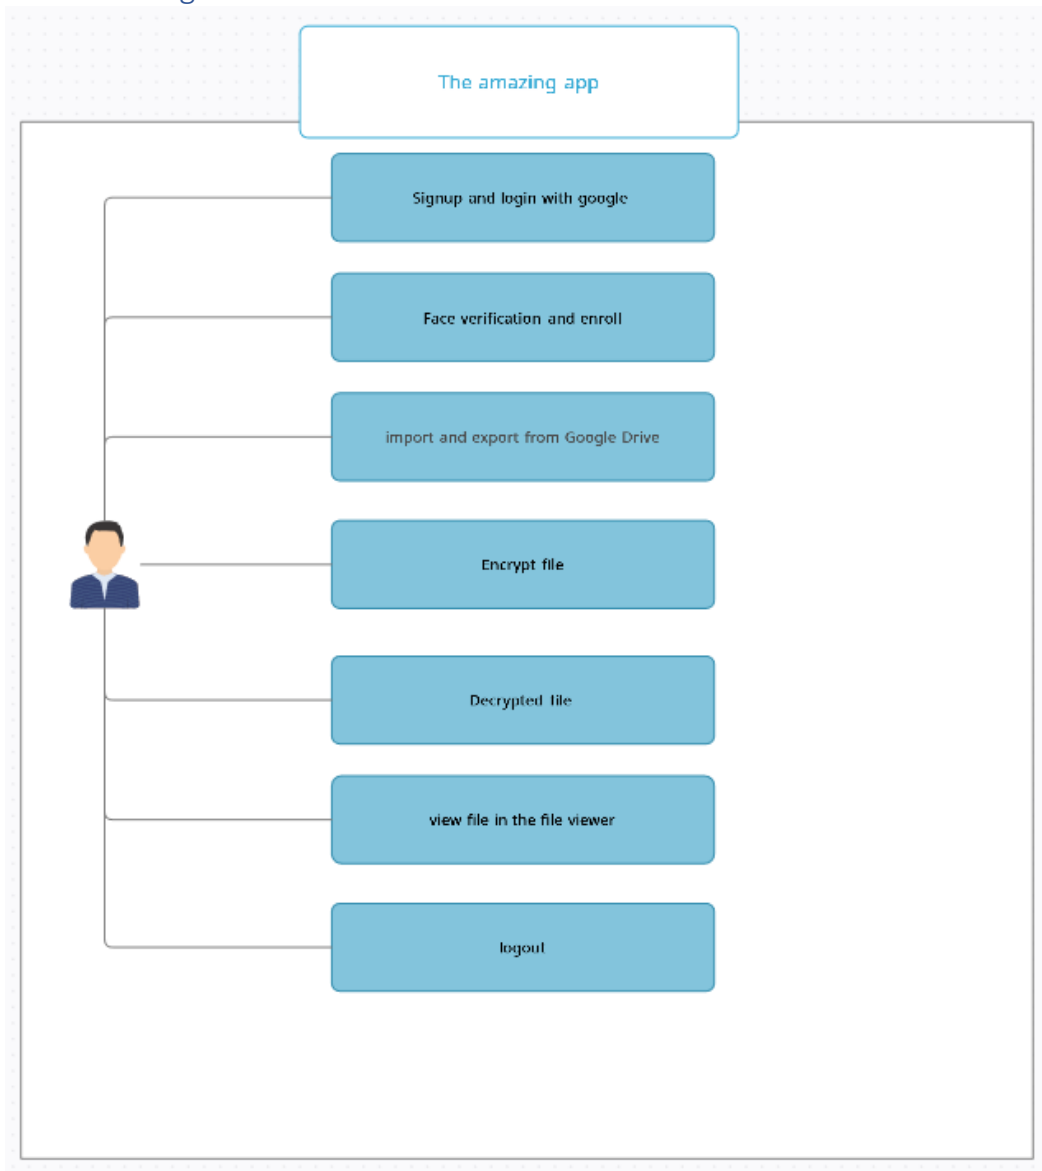 The amazing app
Signup and login with google
Face verification and enroll
import and export from Google Drive
Encrypt file
Decrypted file
view file in the file viewer
logout